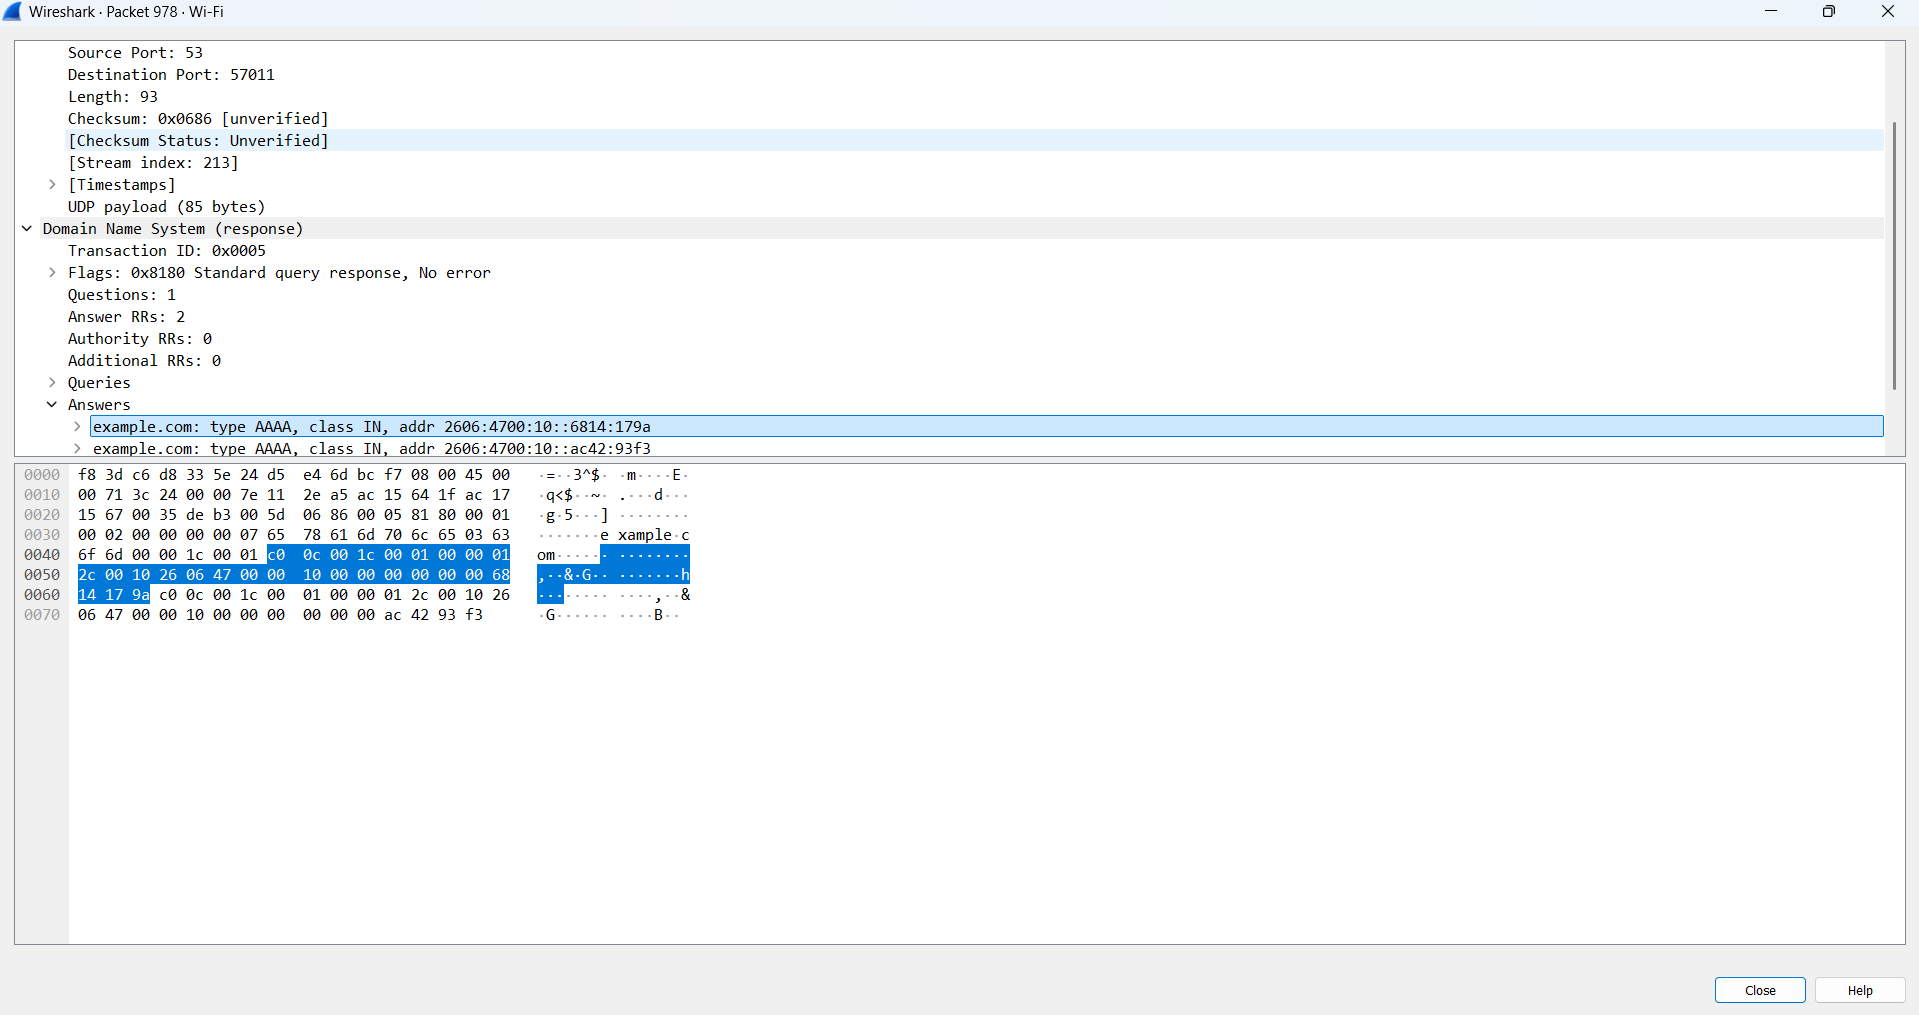 Wireshark · Packet 978 · Wi-Fi
Source Port: 53
Destination Port: 57011
Length: 93
Checksum: 0x0686 [unverified]
[Checksum Status: Unverified]
[Stream index: 213]
[Timestamps]
UDP payload (85 bytes)
Domain Name System (response)
Transaction ID: 0x0005
Flags: 0x8180 Standard query response, No error
Questions: 1
Answer RRs: 2
Authority RRs: 0
Additional RRs: 0
Queries
Answers
example.com: type AAAA, class IN, addr 2606:4700:10::6814:179a
example.com: type AAAA, class IN, addr 2606:4700:10::ac42:93f3
0000 f8 3d c6 d8 33 5e 24 d5 e4 6d bc f7 08 00 45 00 ·=··3^$· ·m····E·
0010 00 71 3c 24 00 00 7e 11 2e a5 ac 15 64 1f ac 17 ·q<$··~· .···d···
0020 15 67 00 35 de b3 00 5d 06 86 00 05 81 80 00 01 ·g·5···] ········
0030 00 02 00 00 00 00 07 65 78 61 6d 70 6c 65 03 63 ·······e xample·c
0040 6f 6d 00 00 1c 00 01 c0 0c 00 1c 00 01 00 00 01 om······ ········
0050 2c 00 10 26 06 47 00 00 10 00 00 00 00 00 00 68 ,··&·G·· ·······h
0060 14 17 9a c0 0c 00 1c 00 01 00 00 01 2c 00 10 26 ········ ····,··&
0070 06 47 00 00 10 00 00 00 00 00 00 ac 42 93 f3 ·G······ ····B··
Close
Help